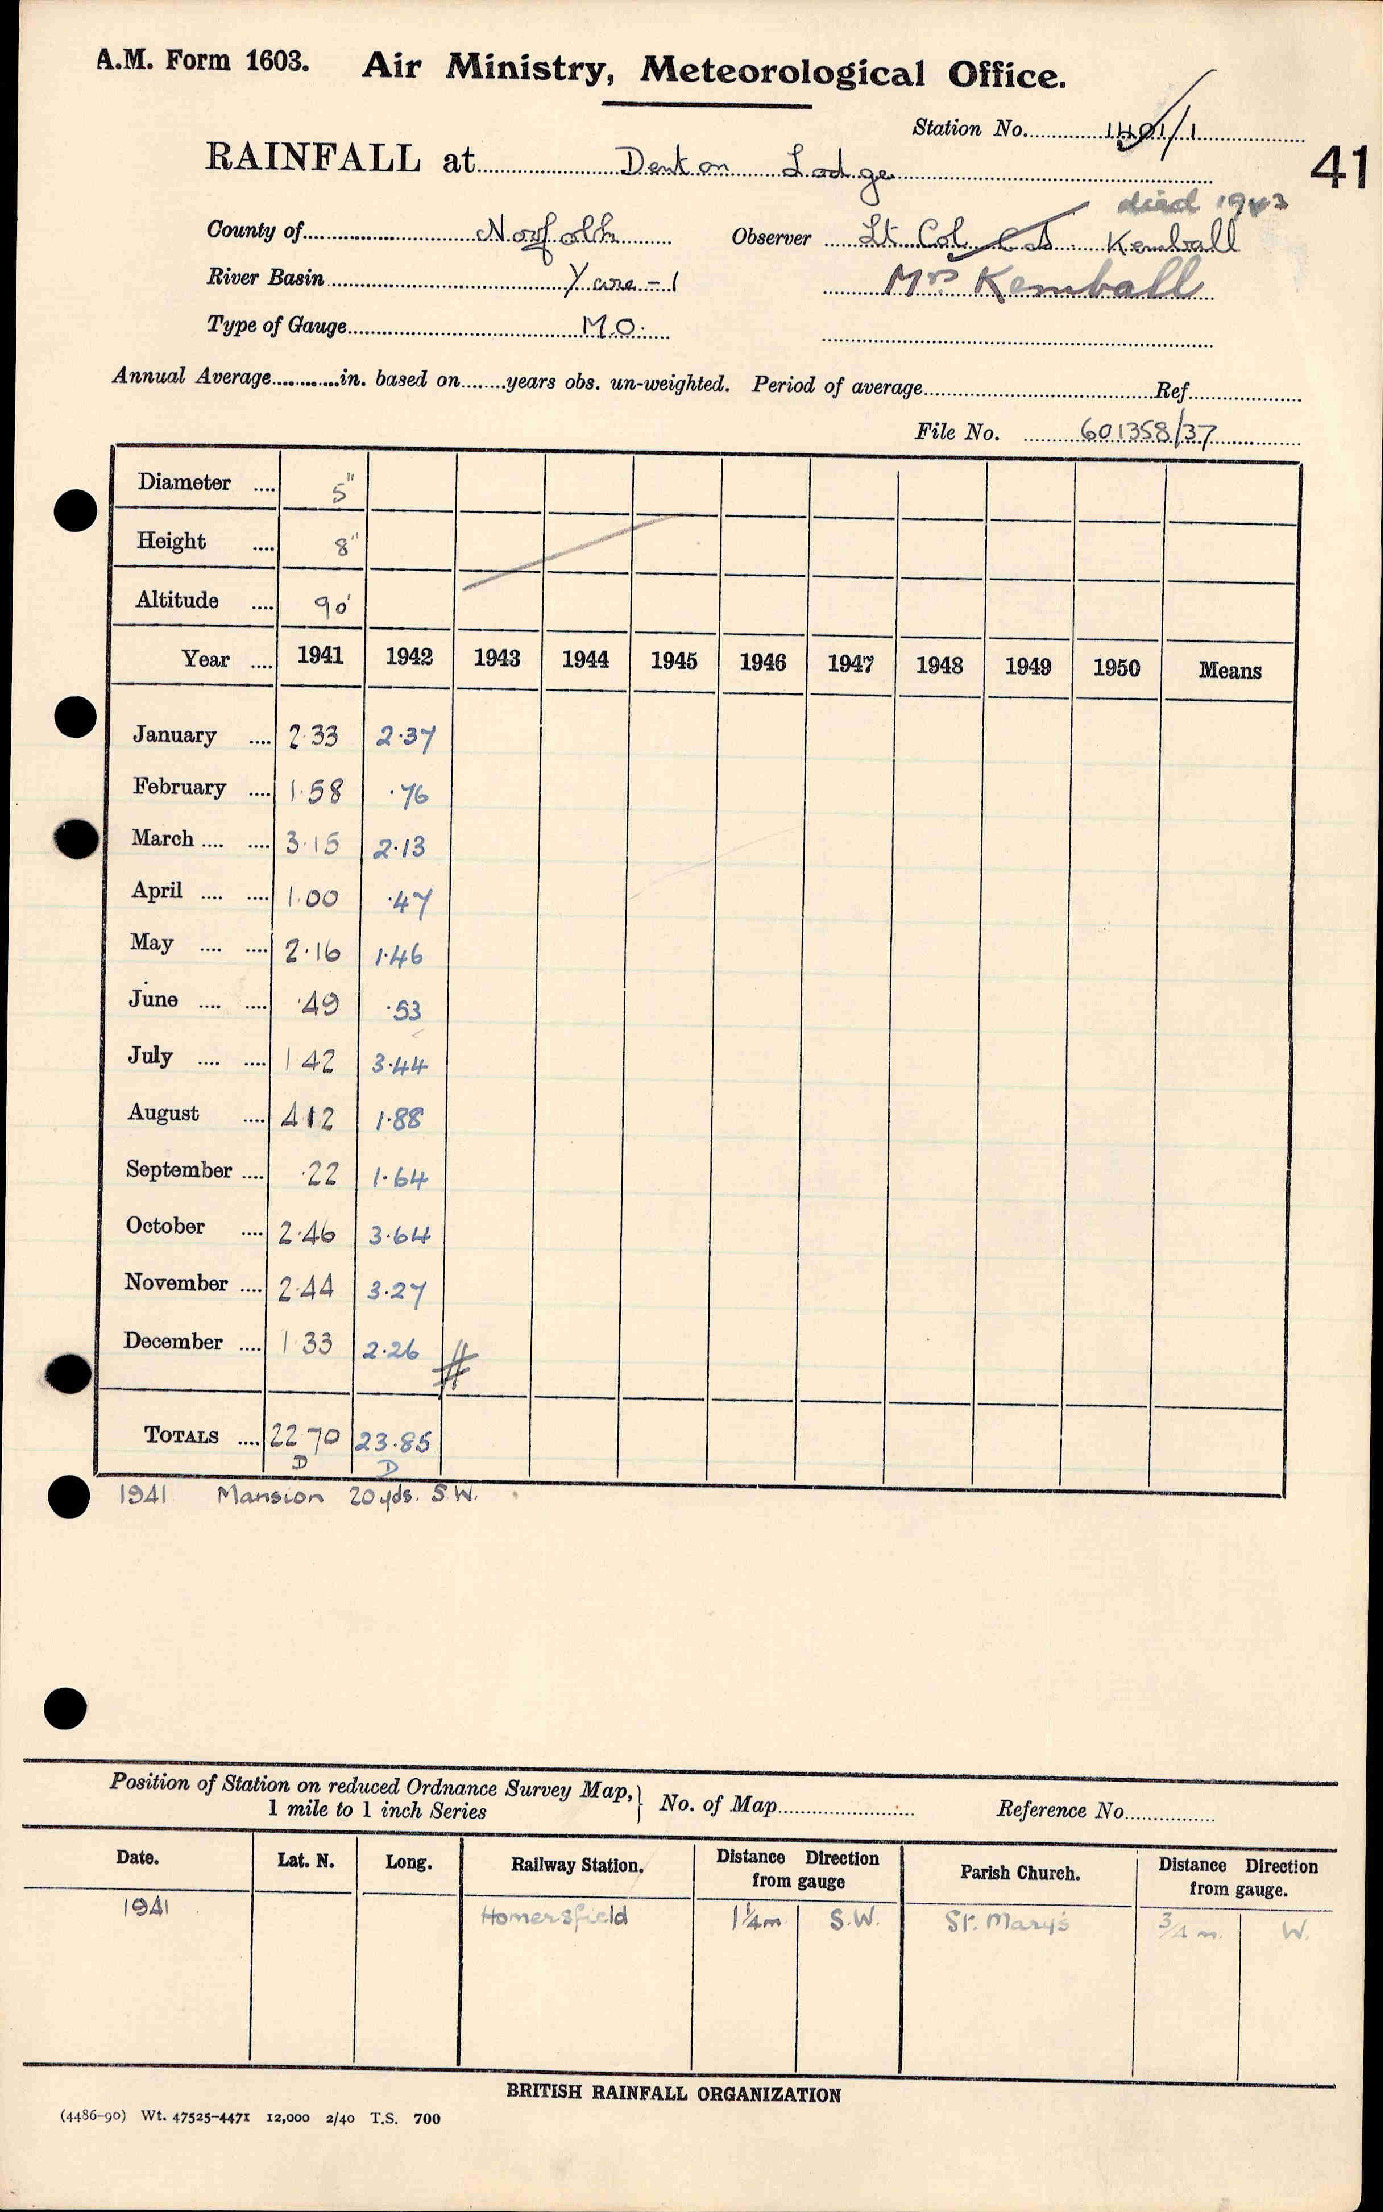 A.M. Form 1603. Air Ministry, Meteorological Office.
Station No. 1401/1
RAINFALL at Denton Lodge
41
died 1943
County of Norfolk Observer Lt Col Kemball
River Basin Yare - 1 Mrs Kemball
Type of Gauge M.O.
Annual Average in. based on years obs. un-weighted. Period of average Ref.
File No. 601358/37
Diameter .... 5"
Height .... 8"
Altitude .... 90'
Year .... 1941 1942 1943 1944 1945 1946 1947 1948 1949 1950 Means
January .... 2.33 2.37
February .... 1.58 .76
March .... .... 3.15 2.13
April .... .... 1.00 .47
May .... .... 2.16 1.46
June .... .... .49 .53
July .... .... 1 42 3.44
August .... 4 12 1.88
September .... .22 1.64
October .... 2.46 3.64
November .... 2.44 3.27
December .... 1.33 2.26 #
TOTALS .... 22 70 23.85
D D
1941 Mansion 20 yds. S.W.
Position of Station on reduced Ordnance Survey Map, } No. of Map Reference No.
1 mile to 1 inch Series
Date. Lat. N. Long. Railway Station. Distance Direction from gauge Parish Church. Distance Direction from gauge.
1941 Homersfield 1¼m S.W. St. Mary's ¾ m. W.
BRITISH RAINFALL ORGANIZATION
(4486-90) Wt. 47525-4471 12,000 2/40 T.S. 700